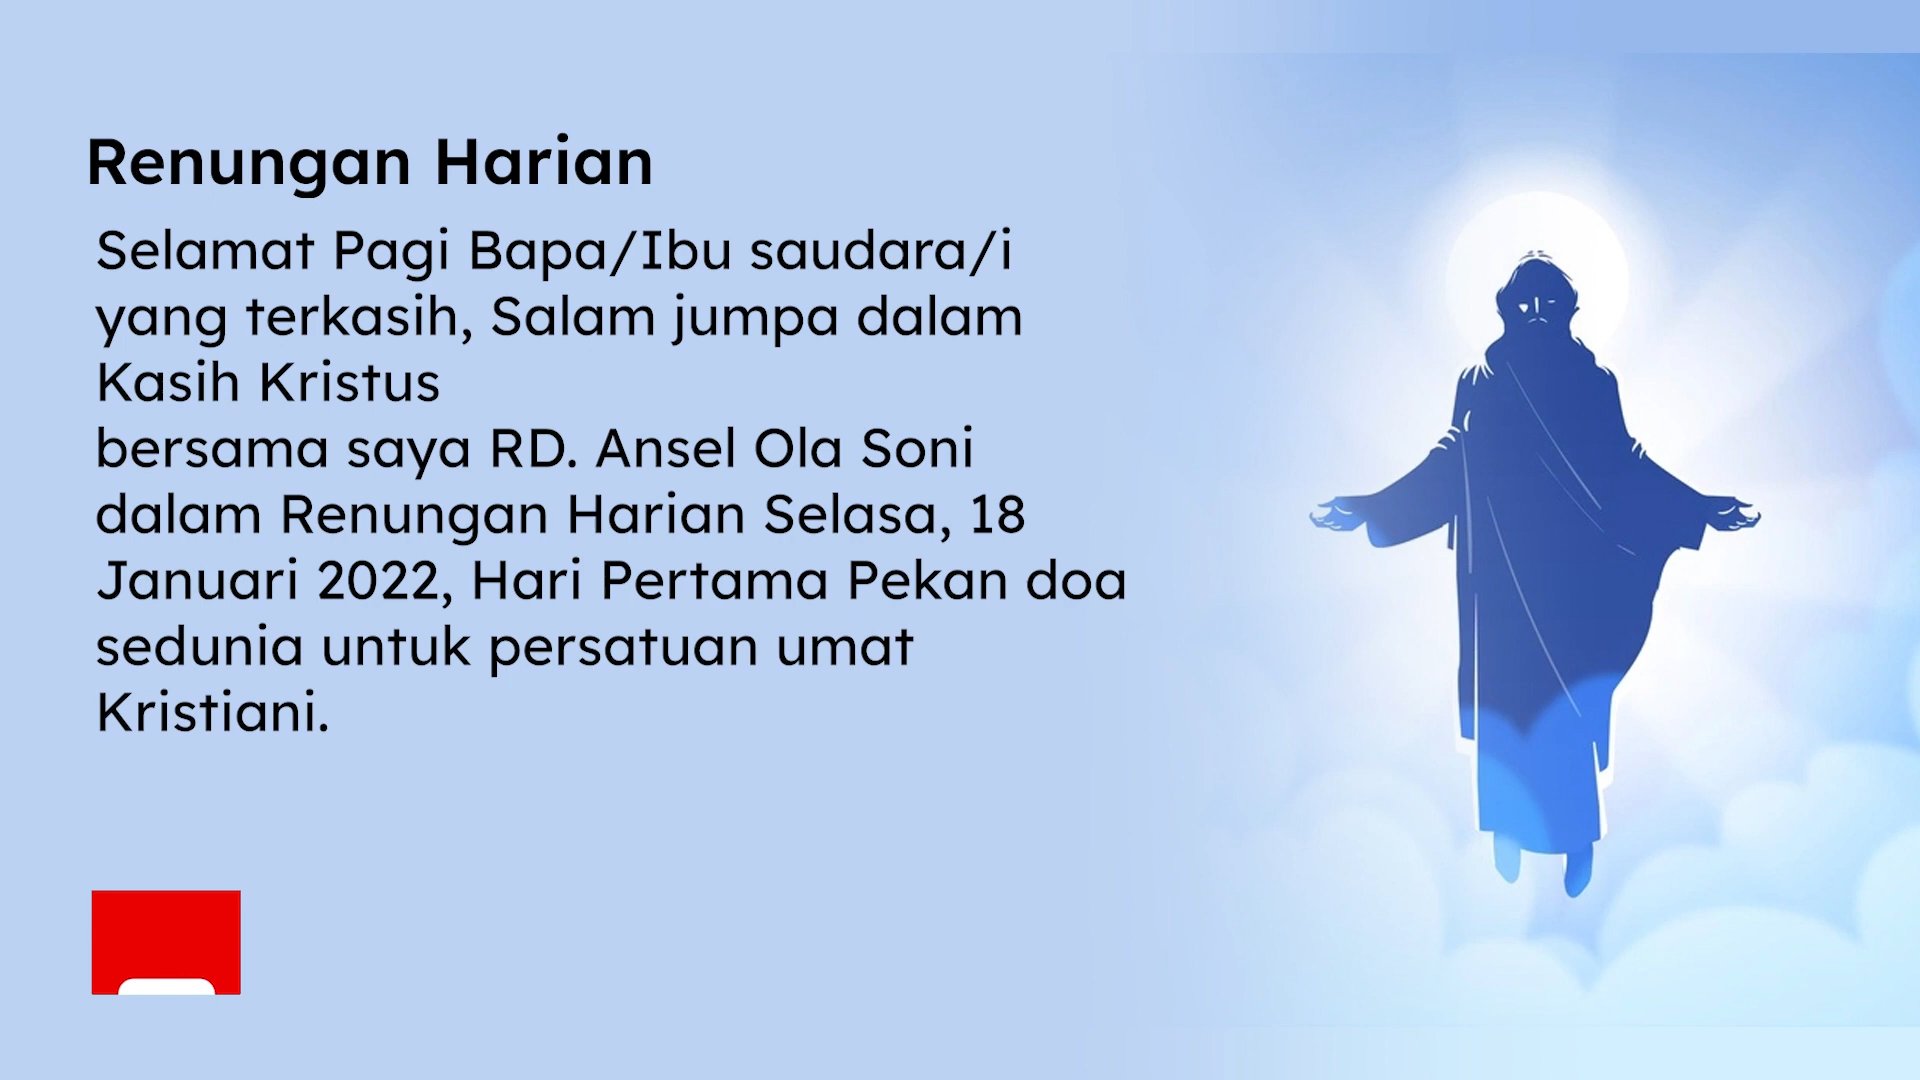 Renungan Harian
Selamat Pagi Bapa/Ibu saudara/i
yang terkasih, Salam jumpa dalam
Kasih Kristus
bersama saya RD. Ansel Ola Soni
dalam Renungan Harian Selasa, 18
Januari 2022, Hari Pertama Pekan doa
sedunia untuk persatuan umat
Kristiani.